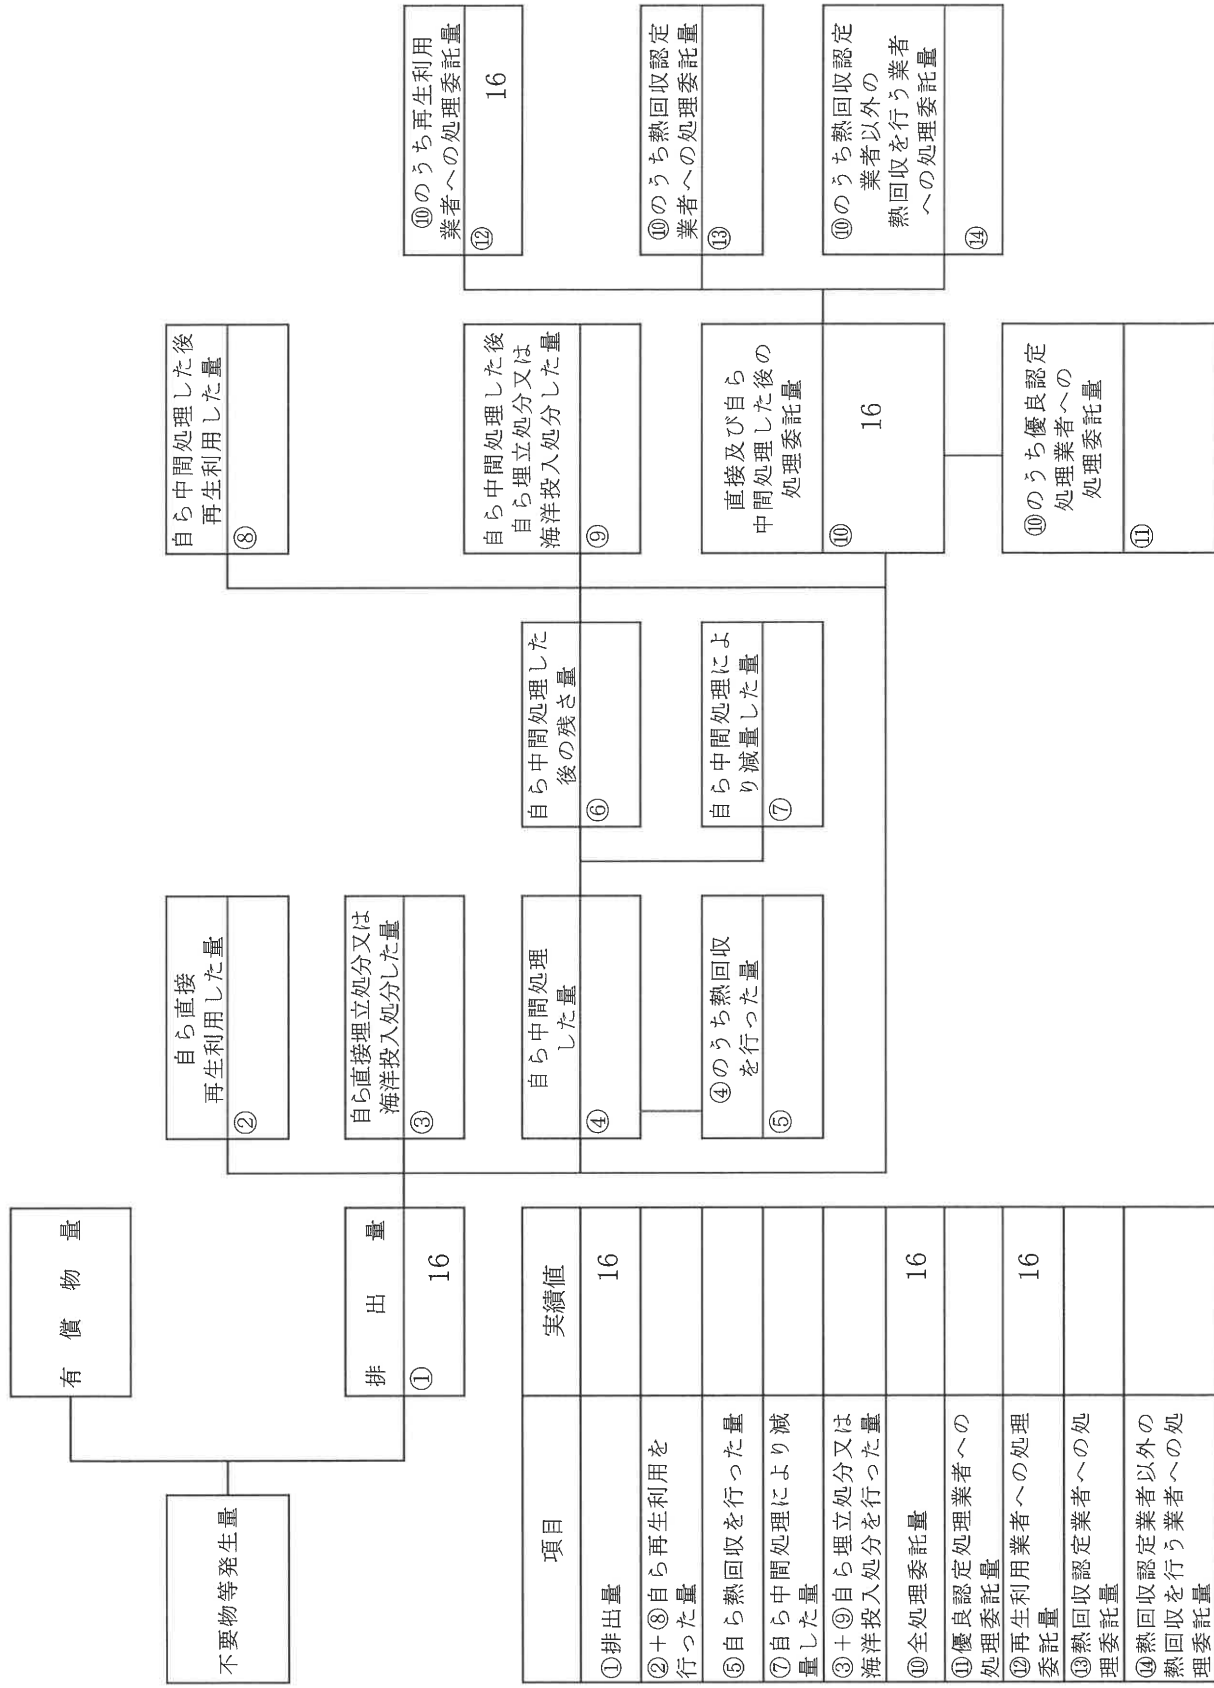 有償物量
不要物等発生量
排出量
①
16
自ら直接
再生利用した量
②
自ら直接埋立処分又は
海洋投入処分した量
③
自ら中間処理
した量
④
④のうち熱回収
を行った量
⑤
自ら中間処理した
後の残さ量
⑥
自ら中間処理によ
り減量した量
⑦
自ら中間処理した後
再生利用した量
⑧
自ら中間処理した後
自ら埋立処分又は
海洋投入処分した量
⑨
直接及び自ら
中間処理した後の
処理委託量
⑩
16
⑩のうち優良認定
処理業者への
処理委託量
⑪
⑩のうち再生利用
業者への処理委託量
⑫
16
⑩のうち熱回収認定
業者への処理委託量
⑬
⑩のうち熱回収認定
業者以外の
熱回収を行う業者
への処理委託量
⑭
項目 実績値
①排出量 16
②+⑧自ら再生利用を
行った量
⑤自ら熱回収を行った量
⑦自ら中間処理により減
量した量
③+⑨自ら埋立処分又は
海洋投入処分を行った量
⑩全処理委託量 16
⑪優良認定処理業者への
処理委託量
⑫再生利用業者への処理
委託量 16
⑬熱回収認定業者への処
理委託量
⑭熱回収認定業者以外の
熱回収を行う業者への処
理委託量